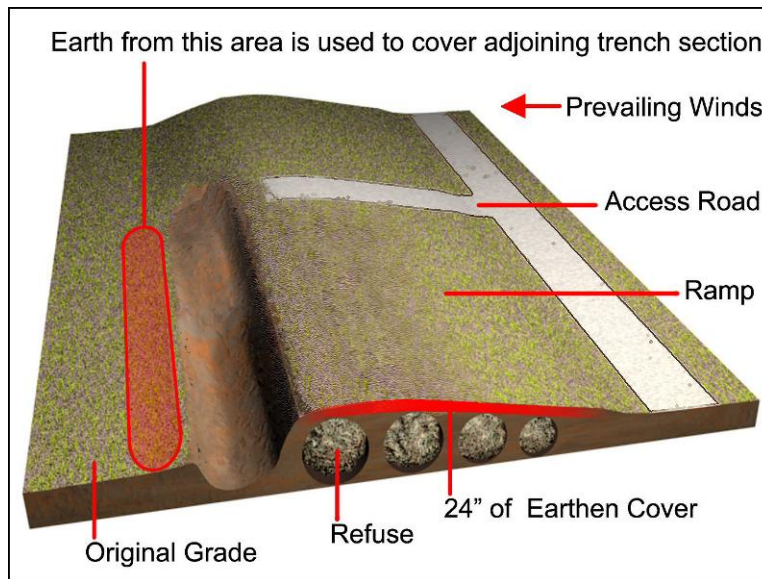 Earth from this area is used to cover adjoining trench section
Prevailing Winds
Access Road
Ramp
24” of Earthen Cover
Refuse
Original Grade